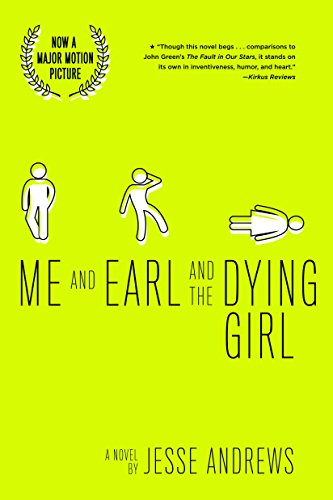 NOW A
MAJOR MOTION
PICTURE
★ "Though this novel begs . . . comparisons to
John Green's The Fault in Our Stars, it stands on
its own in inventiveness, humor, and heart."
—Kirkus Reviews
ME AND EARL AND THE DYING
GIRL
A NOVEL BY JESSE ANDREWS